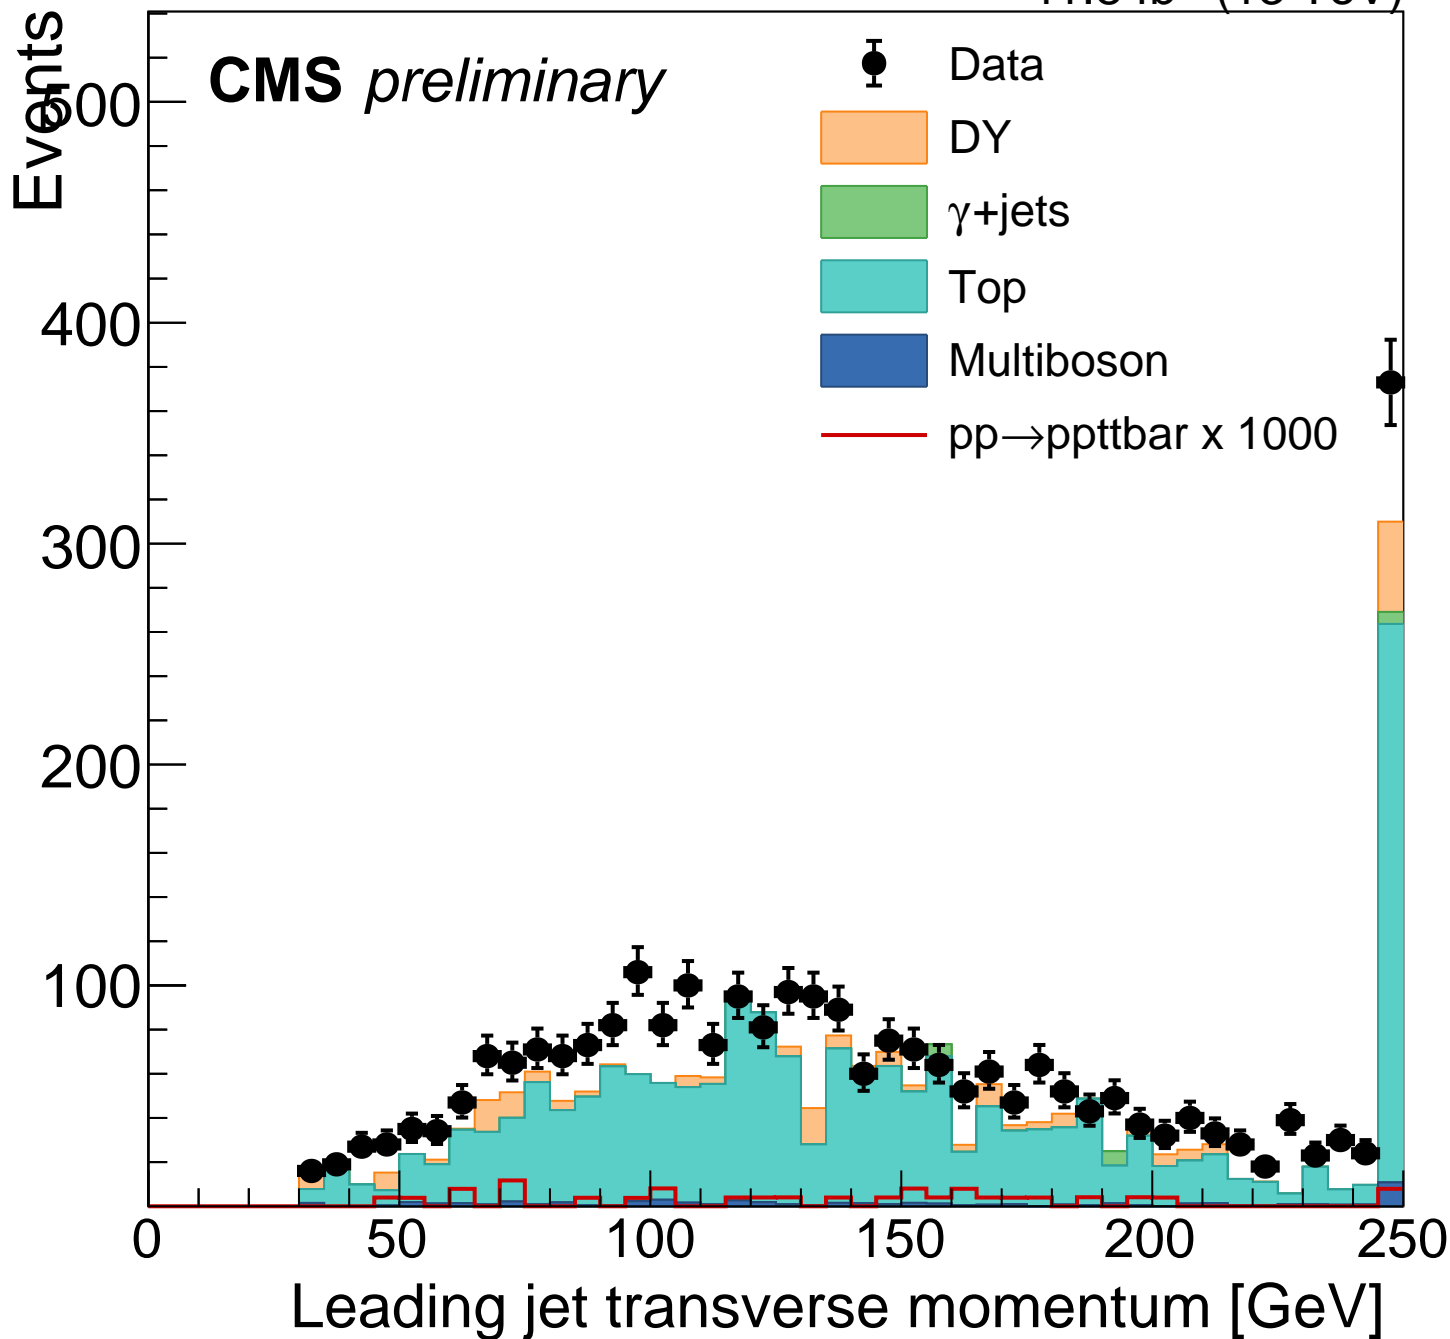 CMS preliminary
Data
DY
γ+jets
Top
Multiboson
pp→ppttbar x 1000
Events
500
400
300
200
100
0 50 100 150 200 250
Leading jet transverse momentum [GeV]